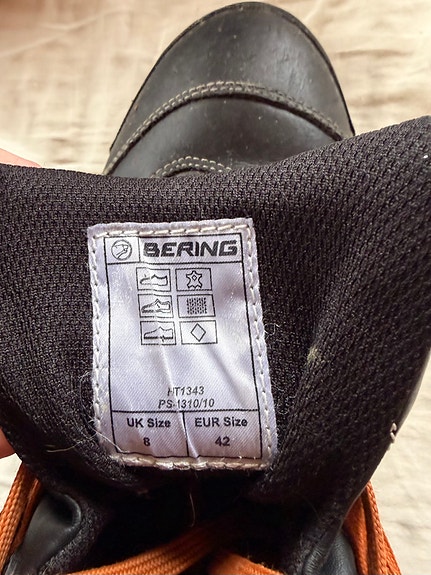 BERING
HT1343
PS-1310/10
UK Size EUR Size
8 42